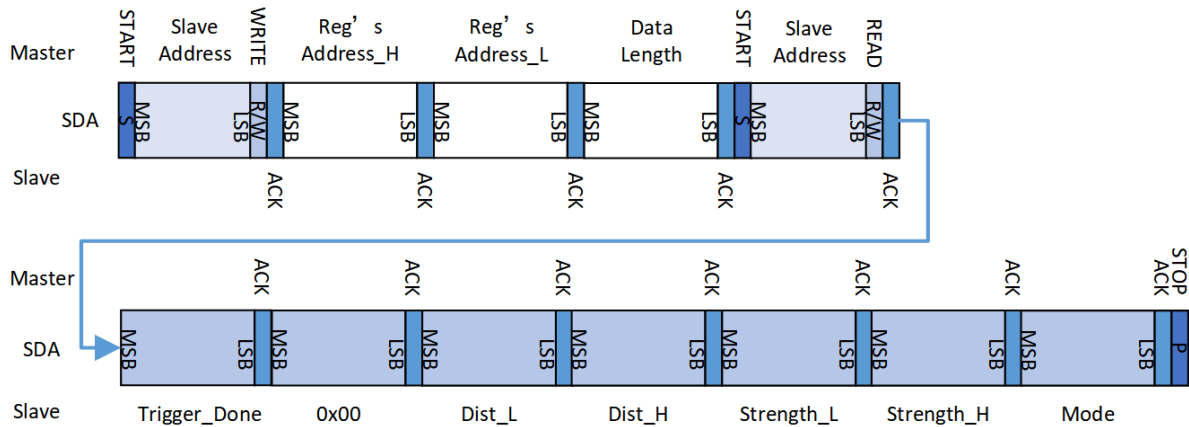 START Slave Address WRITE Reg's Address_H Reg's Address_L Data Length START Slave Address READ
Master
SDA S MSB LSB R/W MSB LSB MSB LSB MSB LSB S MSB LSB R/W
Slave ACK ACK ACK ACK
Master ACK ACK ACK ACK ACK ACK ACK STOP
SDA MSB LSB MSB LSB MSB LSB MSB LSB MSB LSB MSB LSB MSB LSB P
Slave Trigger_Done 0x00 Dist_L Dist_H Strength_L Strength_H Mode